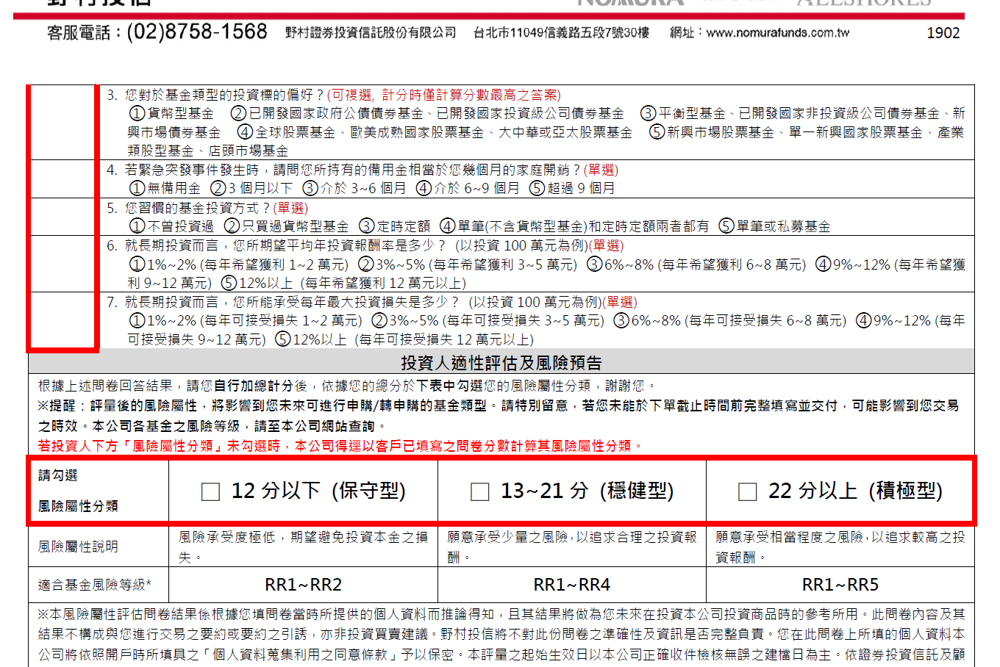 野村投信
NOMURA
ALLSHORES
客服電話：(02)8758-1568 野村證券投資信託股份有限公司 台北市11049信義路五段7號30樓 網址：www.nomurafunds.com.tw 1902
3. 您對於基金類型的投資標的偏好？(可複選, 計分時僅計算分數最高之答案)
①貨幣型基金 ②已開發國家政府公債債券基金、已開發國家投資級公司債券基金 ③平衡型基金、已開發國家非投資級公司債券基金、新
興市場債券基金 ④全球股票基金、歐美成熟國家股票基金、大中華或亞太股票基金 ⑤新興市場股票基金、單一新興國家股票基金、產業
類股型基金、店頭市場基金
4. 若緊急突發事件發生時，請問您所持有的備用金相當於您幾個月的家庭開銷？(單選)
①無備用金 ②3 個月以下 ③介於 3~6 個月 ④介於 6~9 個月 ⑤超過 9 個月
5. 您習慣的基金投資方式？(單選)
①不曾投資過 ②只買過貨幣型基金 ③定時定額 ④單筆(不含貨幣型基金)和定時定額兩者都有 ⑤單筆或私募基金
6. 就長期投資而言，您所期望平均年投資報酬率是多少？ (以投資 100 萬元為例)(單選)
①1%~2% (每年希望獲利 1~2 萬元) ②3%~5% (每年希望獲利 3~5 萬元) ③6%~8% (每年希望獲利 6~8 萬元) ④9%~12% (每年希望獲
利 9~12 萬元) ⑤12%以上 (每年希望獲利 12 萬元以上)
7. 就長期投資而言，您所能承受每年最大投資損失是多少？ (以投資 100 萬元為例)(單選)
①1%~2% (每年可接受損失 1~2 萬元) ②3%~5% (每年可接受損失 3~5 萬元) ③6%~8% (每年可接受損失 6~8 萬元) ④9%~12% (每年
可接受損失 9~12 萬元) ⑤12%以上 (每年可接受損失 12 萬元以上)
投資人適性評估及風險預告
根據上述問卷回答結果，請您自行加總計分後，依據您的總分於下表中勾選您的風險屬性分類，謝謝您。
※提醒：評量後的風險屬性，將影響到您未來可進行申購/轉申購的基金類型。請特別留意，若您未能於下單截止時間前完整填寫並交付，可能影響到您交易
之時效。本公司各基金之風險等級，請至本公司網站查詢。
若投資人下方「風險屬性分類」未勾選時，本公司得逕以客戶已填寫之問卷分數計算其風險屬性分類。
請勾選
風險屬性分類
□ 12 分以下 (保守型)
□ 13~21 分 (穩健型)
□ 22 分以上 (積極型)
風險屬性說明
風險承受度極低，期望避免投資本金之損
失。
願意承受少量之風險，以追求合理之投資報
酬。
願意承受相當程度之風險，以追求較高之投
資報酬。
適合基金風險等級*
RR1~RR2
RR1~RR4
RR1~RR5
※本風險屬性評估問卷結果係根據您填問卷當時所提供的個人資料而推論得知，且其結果將做為您未來在投資本公司投資商品時的參考所用。此問卷內容及其
結果不構成與您進行交易之要約或要約之引誘，亦非投資買賣建議。野村投信將不對此份問卷之準確性及資訊是否完整負責。您在此問卷上所填的個人資料本
公司將依照開戶時所填具之「個人資料蒐集利用之同意條款」予以保密。本評量之起始生效日以本公司正確收件檢核無誤之建檔日為主。依證券投資信託及顧